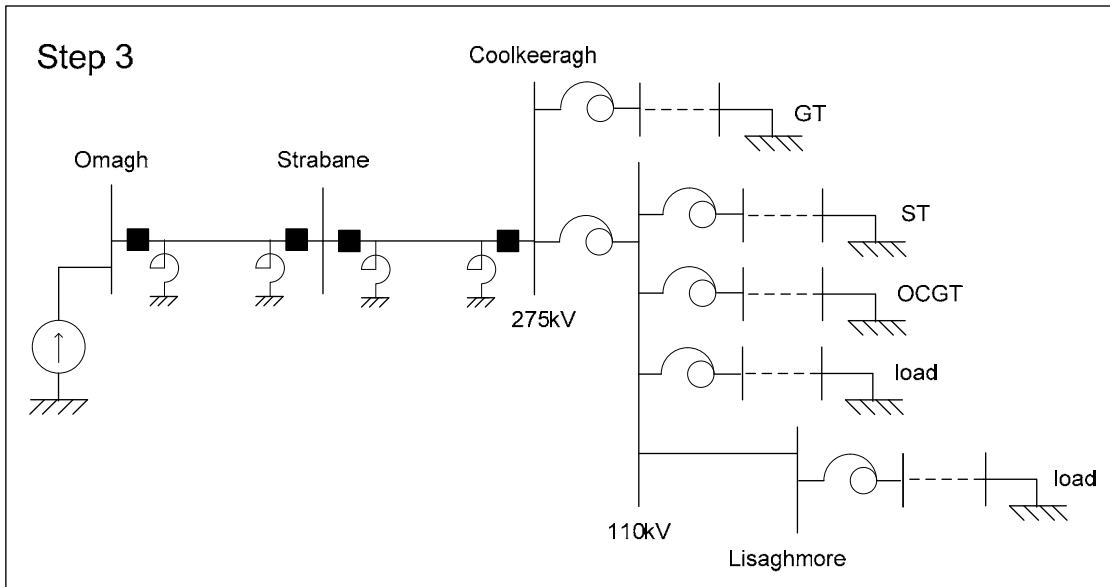 Step 3
Coolkeeragh
GT
Omagh
Strabane
ST
OCGT
275kV
load
load
110kV
Lisaghmore